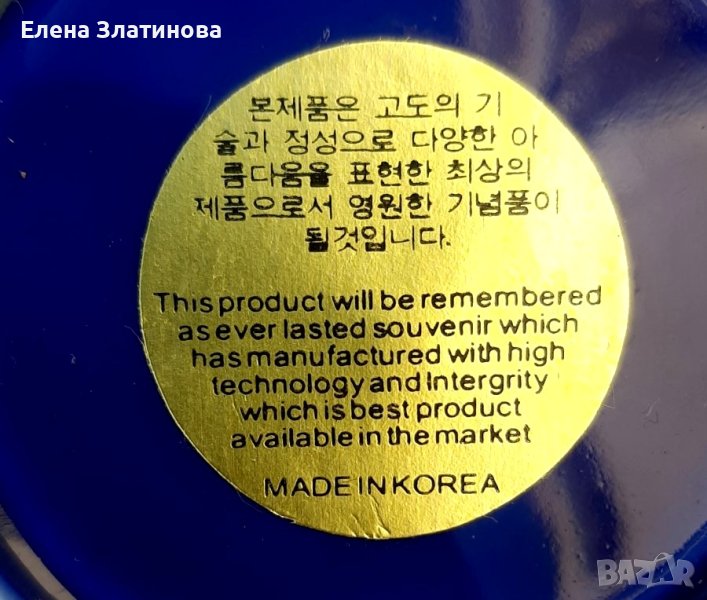 Елена Златинова
본제품은 고도의 기
술과 정성으로 다양한 아
름다움을 표현한 최상의
제품으로서 영원한 기념품이
될것입니다.
This product will be remembered
as ever lasted souvenir which
has manufactured with high
technology and Intergrity
which is best product
available in the market
MADE IN KOREA
BAZAR